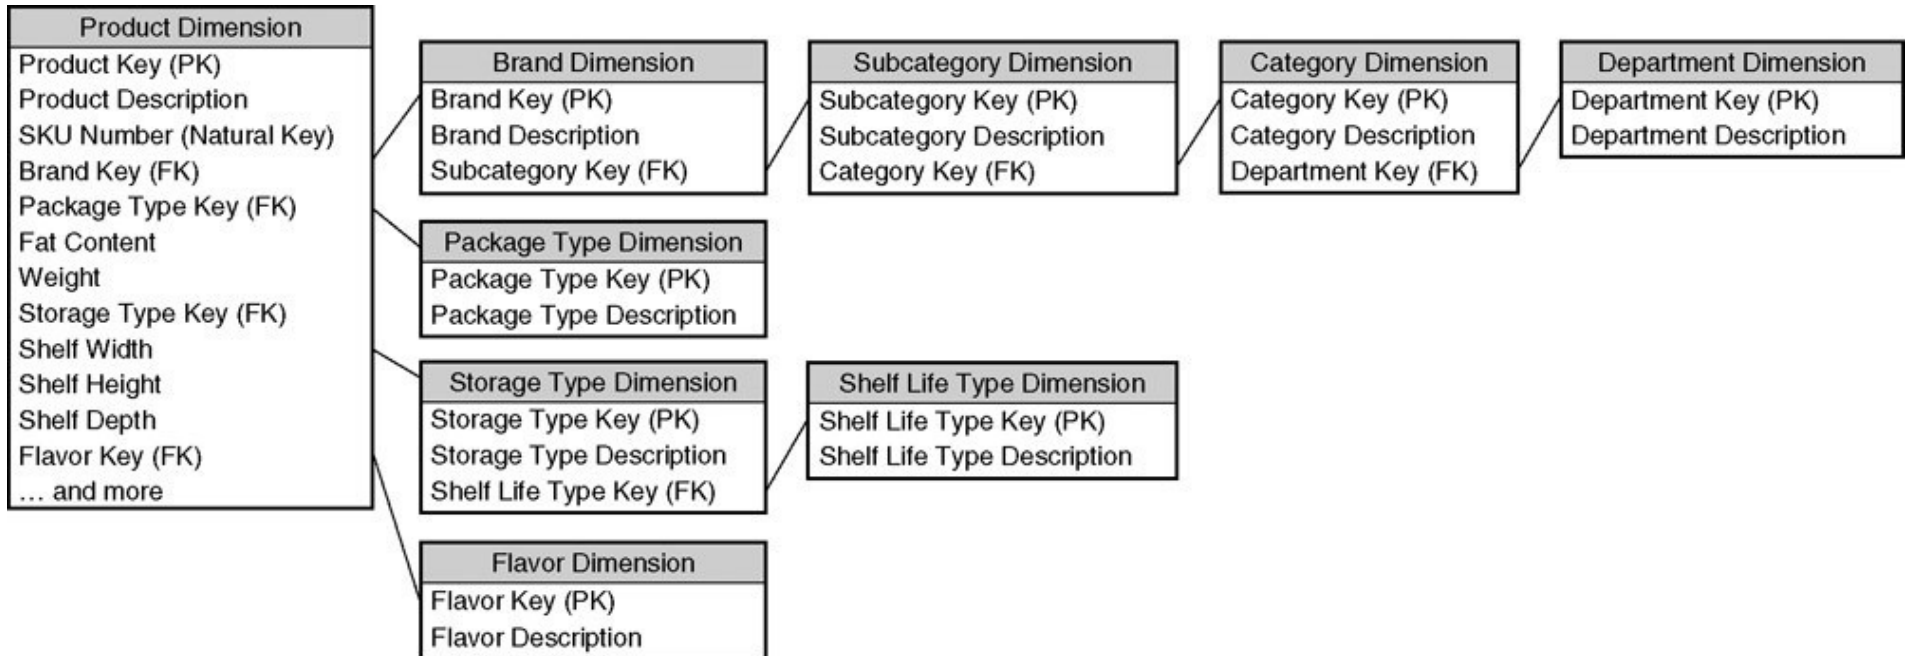 Product Dimension
Product Key (PK)
Product Description
SKU Number (Natural Key)
Brand Key (FK)
Package Type Key (FK)
Fat Content
Weight
Storage Type Key (FK)
Shelf Width
Shelf Height
Shelf Depth
Flavor Key (FK)
... and more
Brand Dimension
Brand Key (PK)
Brand Description
Subcategory Key (FK)
Subcategory Dimension
Subcategory Key (PK)
Subcategory Description
Category Key (FK)
Category Dimension
Category Key (PK)
Category Description
Department Key (FK)
Department Dimension
Department Key (PK)
Department Description
Package Type Dimension
Package Type Key (PK)
Package Type Description
Storage Type Dimension
Storage Type Key (PK)
Storage Type Description
Shelf Life Type Key (FK)
Shelf Life Type Dimension
Shelf Life Type Key (PK)
Shelf Life Type Description
Flavor Dimension
Flavor Key (PK)
Flavor Description